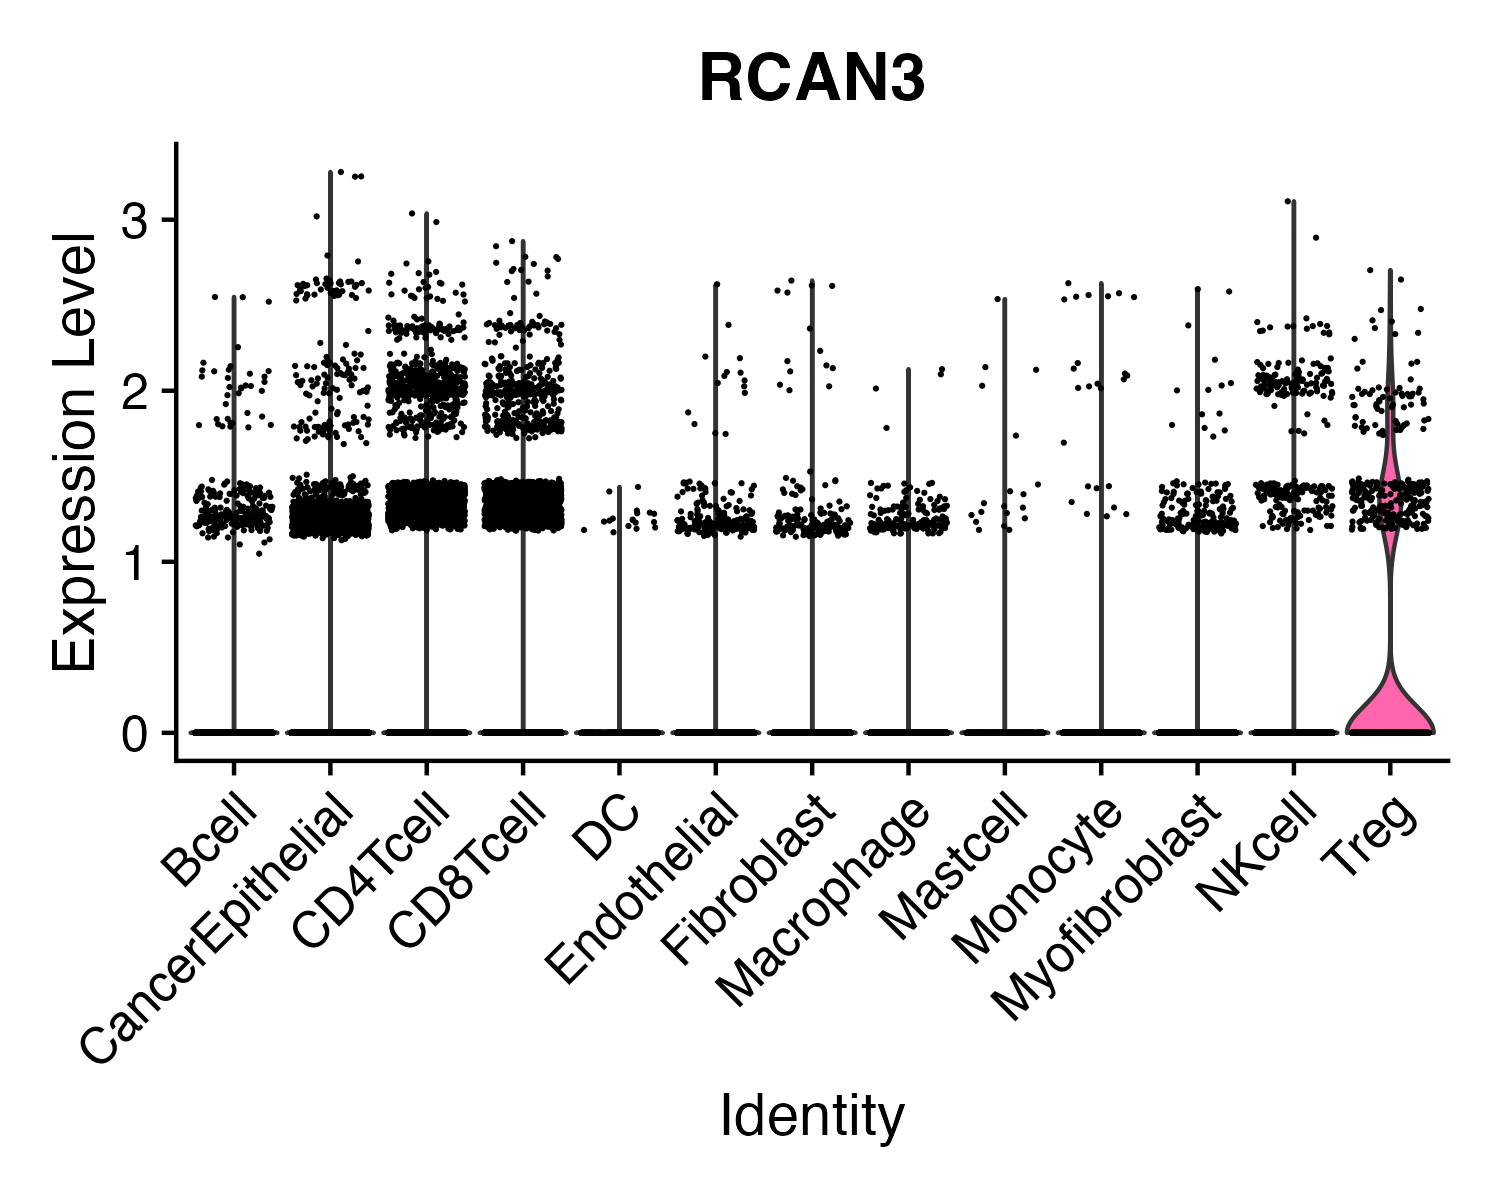 RCAN3
Expression Level
3
2
1
0
Bcell
CancerEpithelial
CD4Tcell
CD8Tcell
DC
Endothelial
Fibroblast
Macrophage
Mastcell
Monocyte
Myofibroblast
NKcell
Treg
Identity